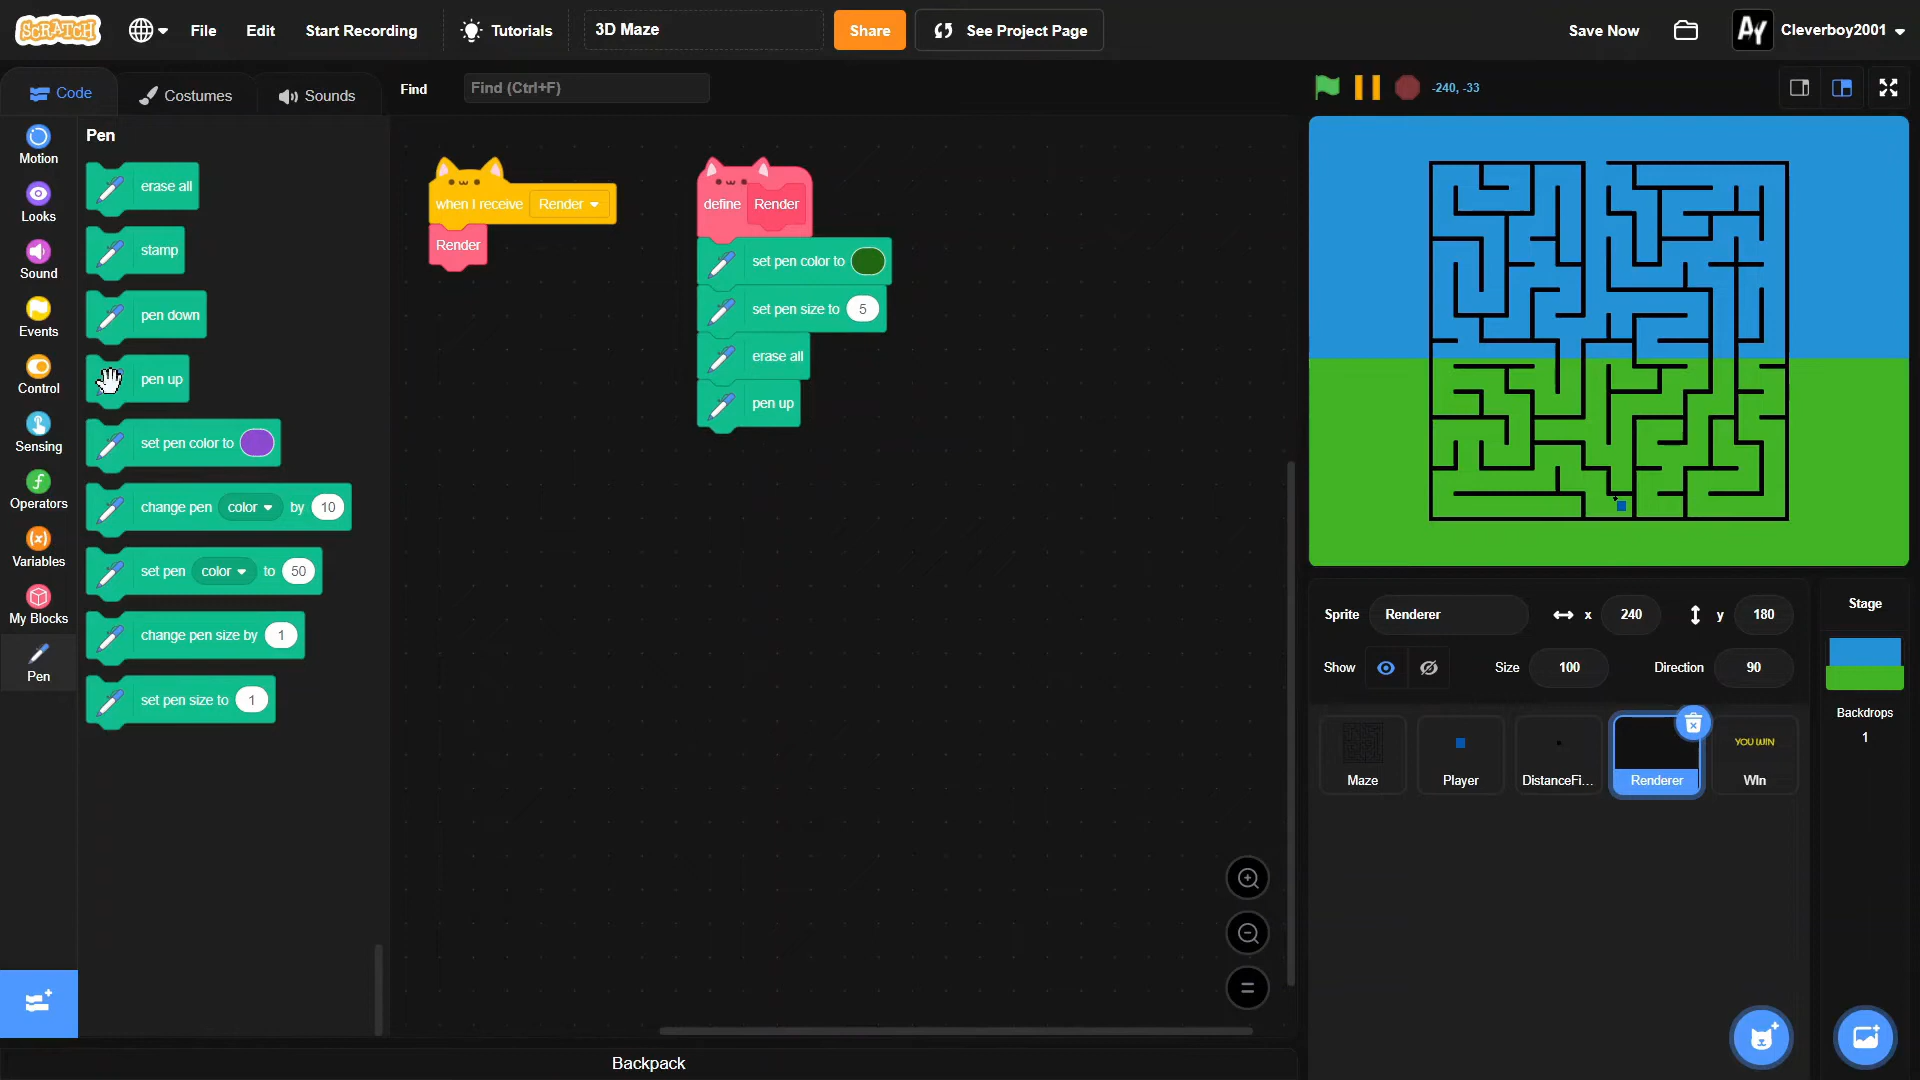 SCRATCH File Edit Start Recording Tutorials 3D Maze Share See Project Page Save Now Cleverboy2001
Code Costumes Sounds Find Find (Ctrl+F) -240, -33
Motion
Looks
Sound
Events
Control
Sensing
Operators
Variables
My Blocks
Pen
Pen
erase all
stamp
pen down
pen up
set pen color to
change pen color by 10
set pen color to 50
change pen size by 1
set pen size to 1
when I receive Render
Render
define Render
set pen color to
set pen size to 5
erase all
pen up
Sprite Renderer x 240 y 180
Show Size 100 Direction 90
Maze
Player
DistanceFi...
Renderer
YOU WIN
WIn
Stage
Backdrops
1
Backpack